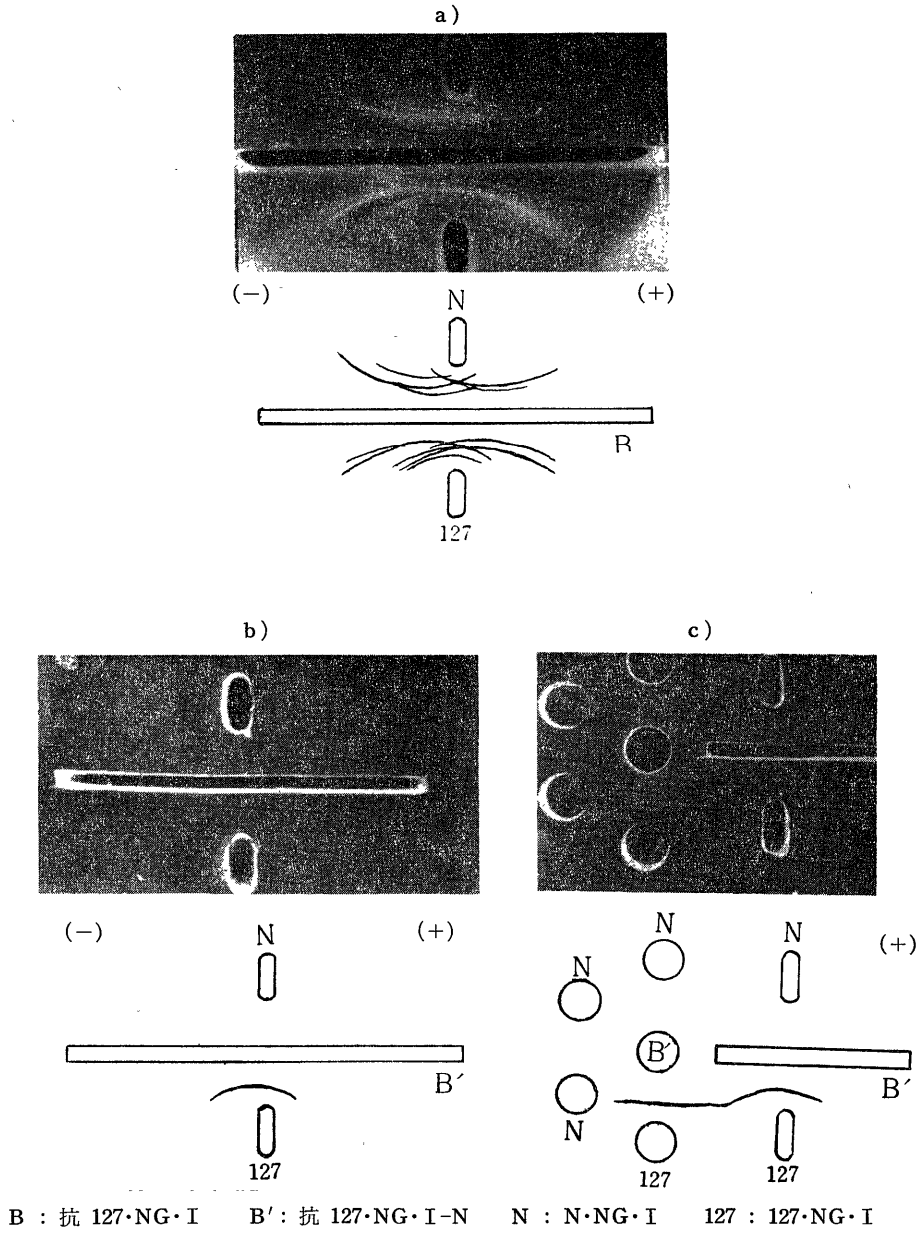 a)
(−) N (+)
B
127
b) c)
(−) N (+)
B′
127
N
N
N
(+)
B′
B′
N
127 127
B : 抗 127·NG·I B′ : 抗 127·NG·I-N N : N·NG·I 127 : 127·NG·I